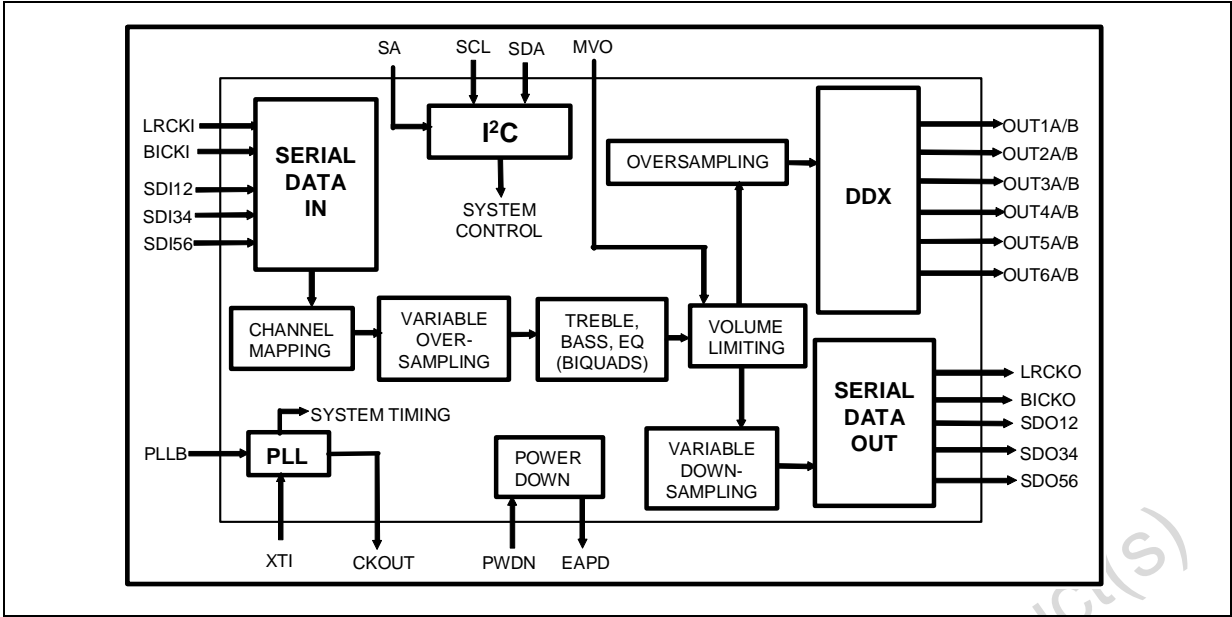 SA
SCL
SDA
MVO
LRCKI
BICKI
SDI12
SDI34
SDI56
SERIAL
DATA
IN
I²C
SYSTEM
CONTROL
OVERSAMPLING
DDX
OUT1A/B
OUT2A/B
OUT3A/B
OUT4A/B
OUT5A/B
OUT6A/B
CHANNEL
MAPPING
VARIABLE
OVER-
SAMPLING
TREBLE,
BASS, EQ
(BIQUADS)
VOLUME
LIMITING
SERIAL
DATA
OUT
LRCKO
BICKO
SDO12
SDO34
SDO56
SYSTEM TIMING
PLLB
PLL
POWER
DOWN
VARIABLE
DOWN-
SAMPLING
XTI
CKOUT
PWDN
EAPD